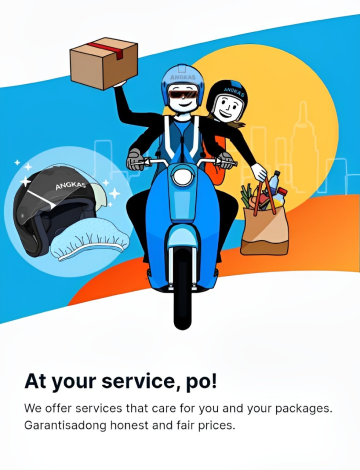 ANGKAS
ANGKAS
ANGKAS
At your service, po!
We offer services that care for you and your packages.
Garantisadong honest and fair prices.